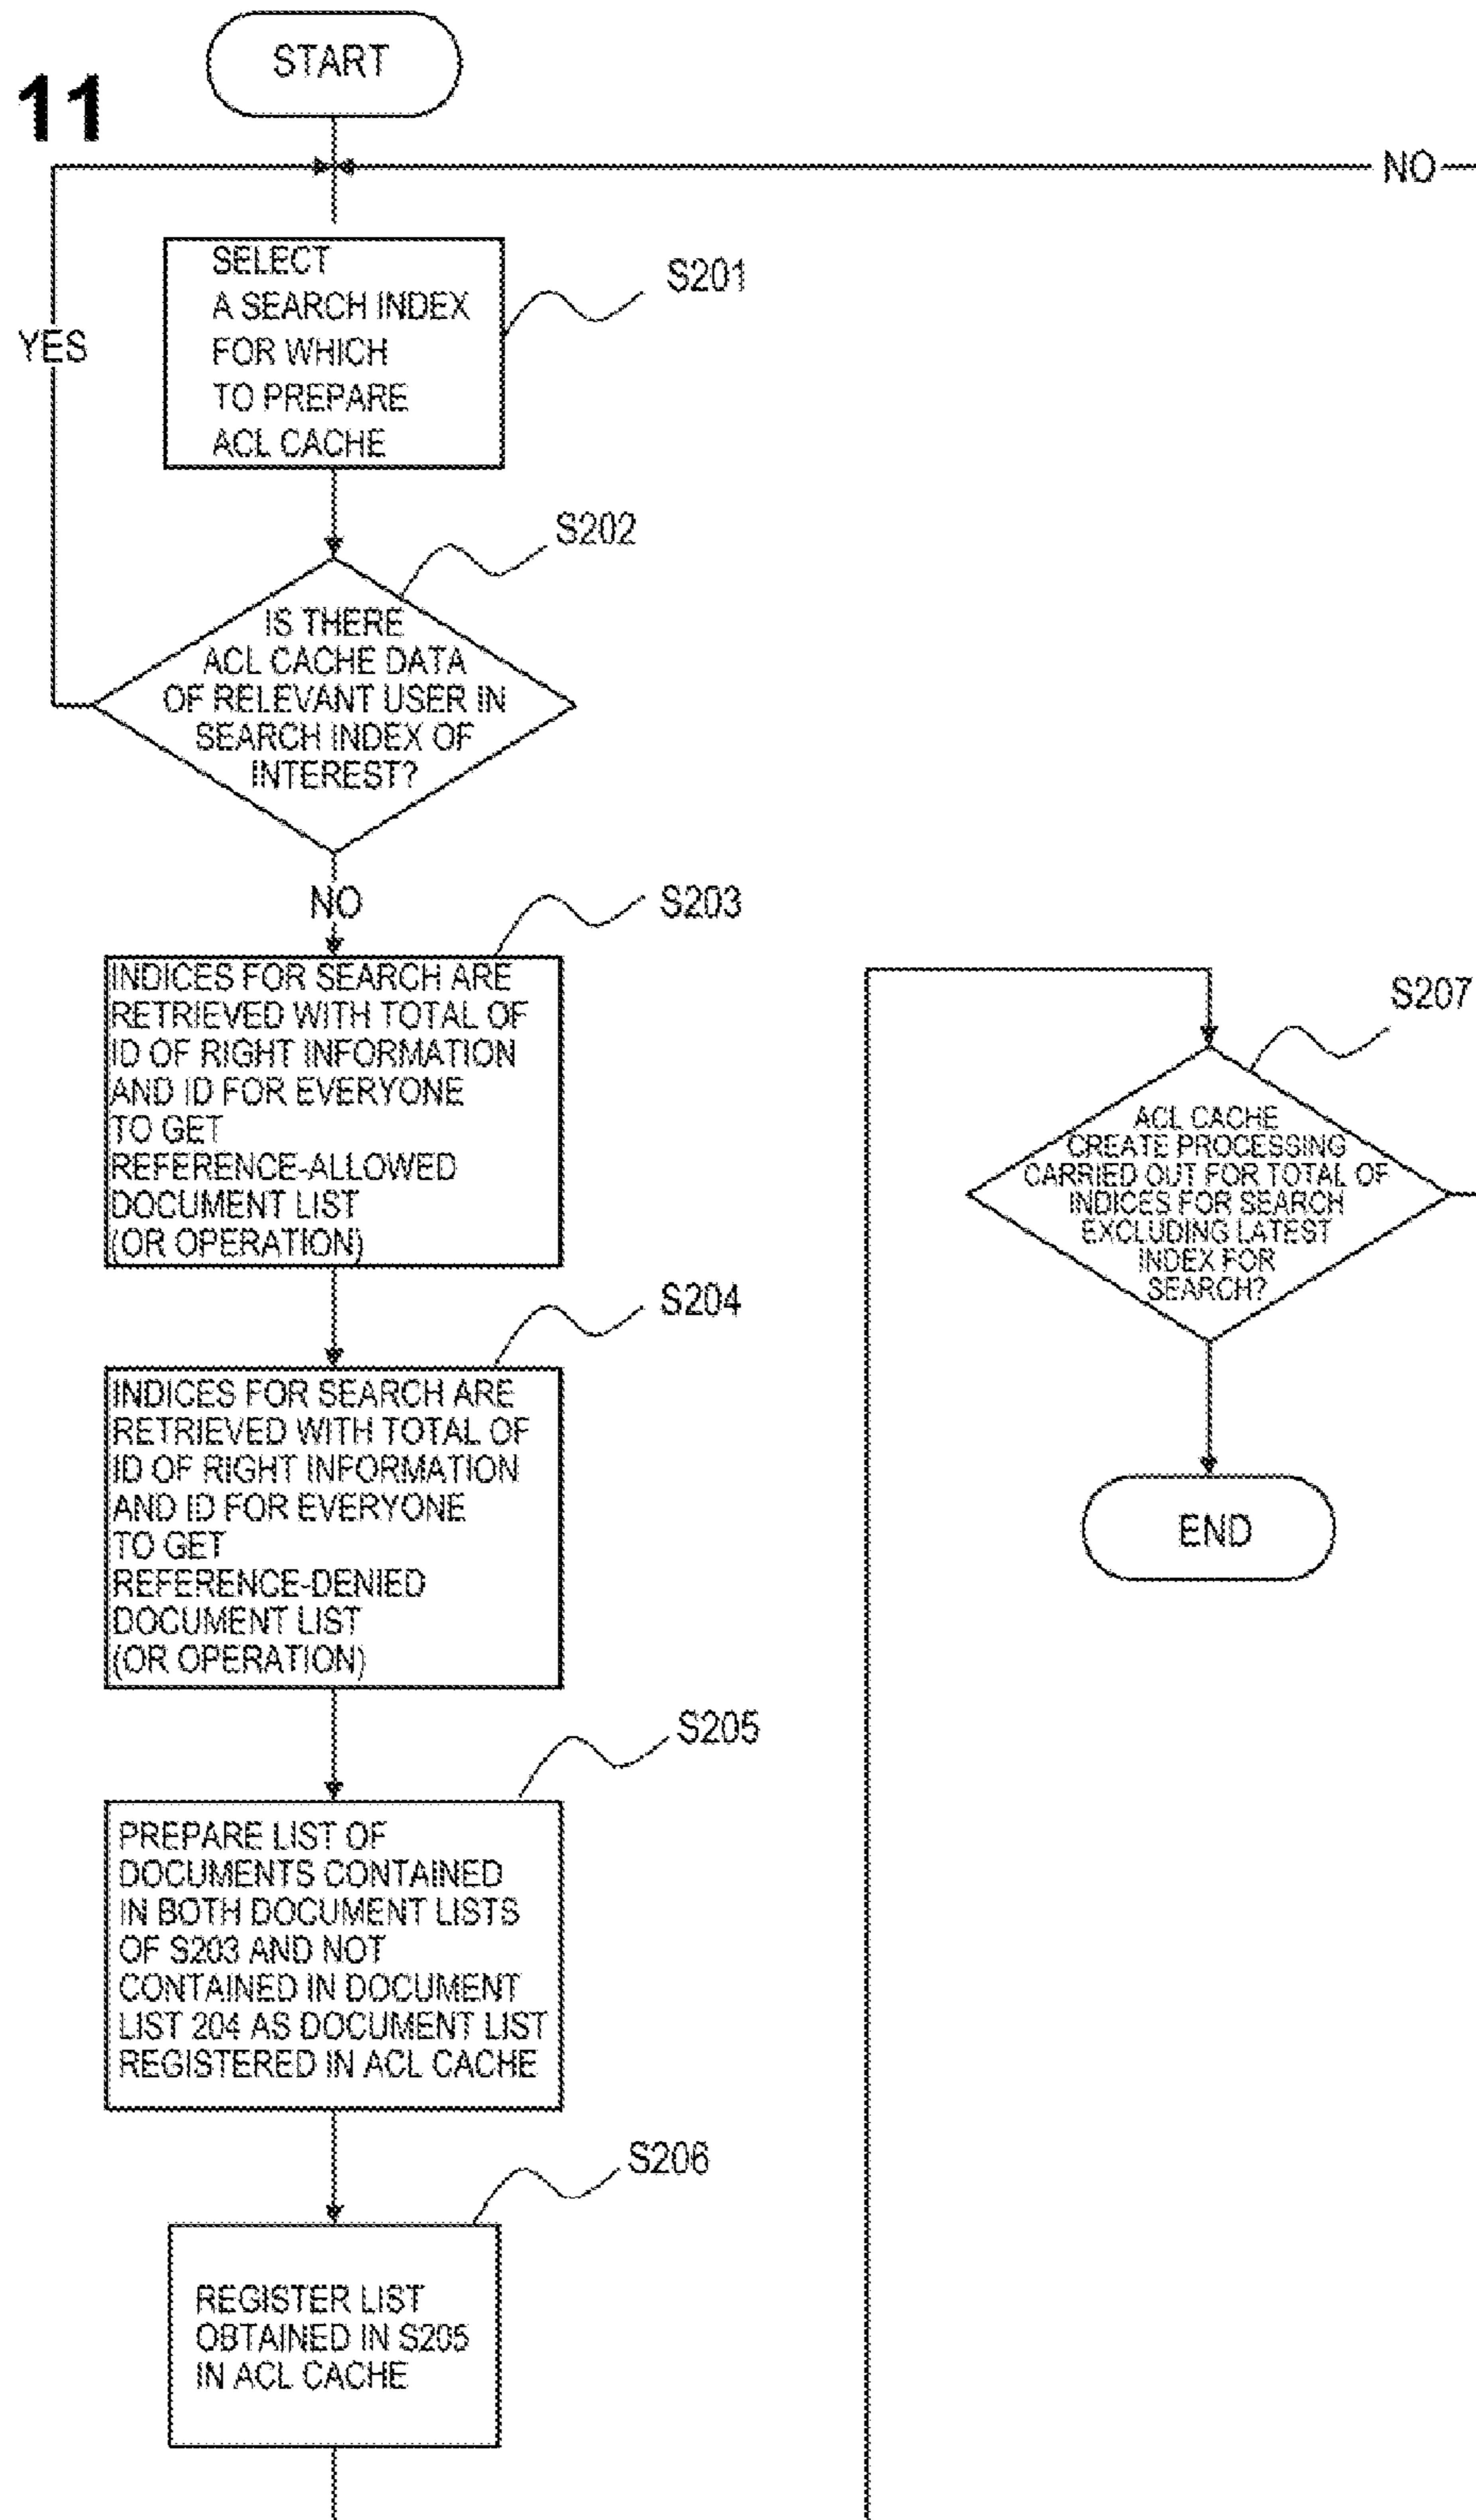 11
START
NO
YES
SELECT
A SEARCH INDEX
FOR WHICH
TO PREPARE
ACL CACHE
S201
S202
IS THERE
ACL CACHE DATA
OF RELEVANT USER IN
SEARCH INDEX OF
INTEREST?
NO
S203
INDICES FOR SEARCH ARE
RETRIEVED WITH TOTAL OF
ID OF RIGHT INFORMATION
AND ID FOR EVERYONE
TO GET
REFERENCE-ALLOWED
DOCUMENT LIST
(OR OPERATION)
S204
INDICES FOR SEARCH ARE
RETRIEVED WITH TOTAL OF
ID OF RIGHT INFORMATION
AND ID FOR EVERYONE
TO GET
REFERENCE-DENIED
DOCUMENT LIST
(OR OPERATION)
S205
PREPARE LIST OF
DOCUMENTS CONTAINED
IN BOTH DOCUMENT LISTS
OF S203 AND NOT
CONTAINED IN DOCUMENT
LIST 204 AS DOCUMENT LIST
REGISTERED IN ACL CACHE
S206
REGISTER LIST
OBTAINED IN S205
IN ACL CACHE
S207
ACL CACHE
CREATE PROCESSING
CARRIED OUT FOR TOTAL OF
INDICES FOR SEARCH
EXCLUDING LATEST
INDEX FOR
SEARCH?
END